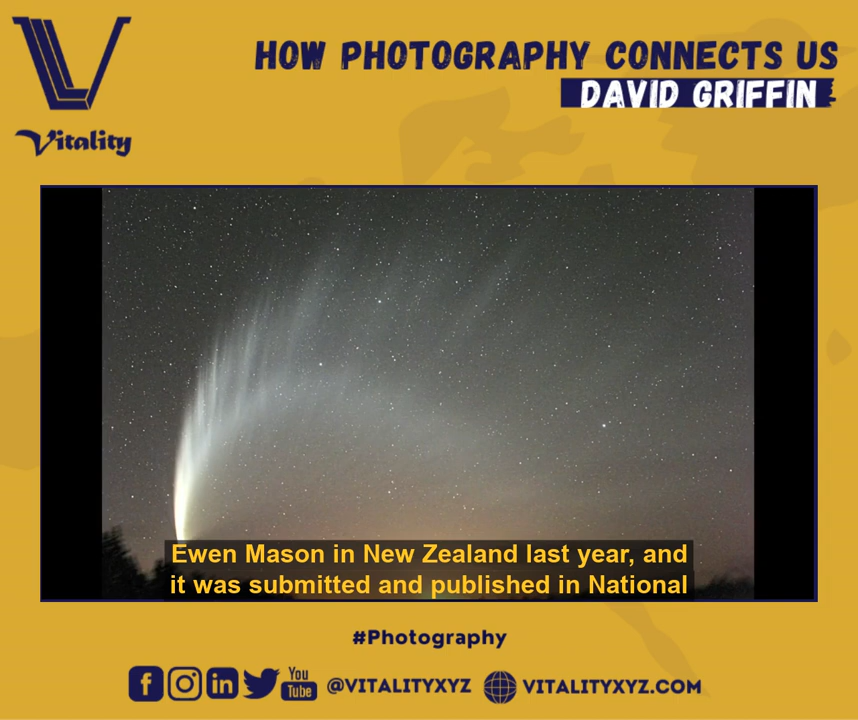 HOW PHOTOGRAPHY CONNECTS US
DAVID GRIFFIN
Vitality
Ewen Mason in New Zealand last year, and
it was submitted and published in National
#Photography
You
Tube
@VITALITYXYZ
VITALITYXYZ.COM